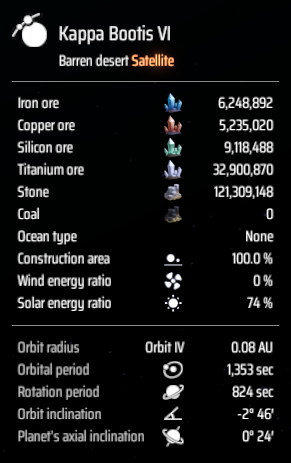 Kappa Bootis VI
Barren desert Satellite
Iron ore 6,248,892
Copper ore 5,235,020
Silicon ore 9,118,488
Titanium ore 32,900,870
Stone 121,309,148
Coal 0
Ocean type None
Construction area 100.0 %
Wind energy ratio 0 %
Solar energy ratio 74 %
Orbit radius Orbit IV 0.08 AU
Orbital period 1,353 sec
Rotation period 824 sec
Orbit inclination -2° 46'
Planet's axial inclination 0° 24'